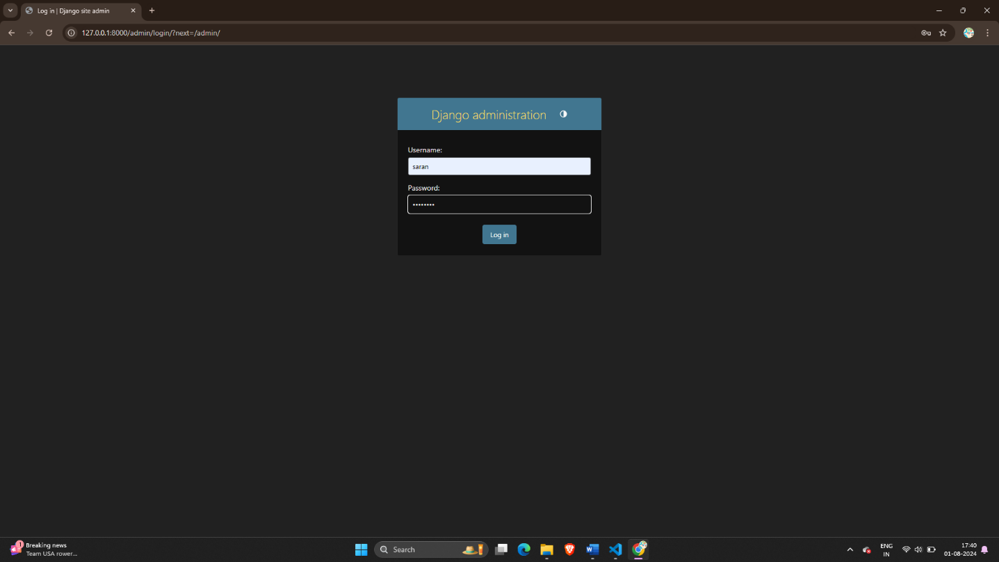 Log in | Django site admin
127.0.0.1:8000/admin/login/?next=/admin/
Django administration
Username:
saran
Password:
••••••••
Log in
1
Breaking news
Team USA rower...
Search
ENG
IN
17:40
01-08-2024